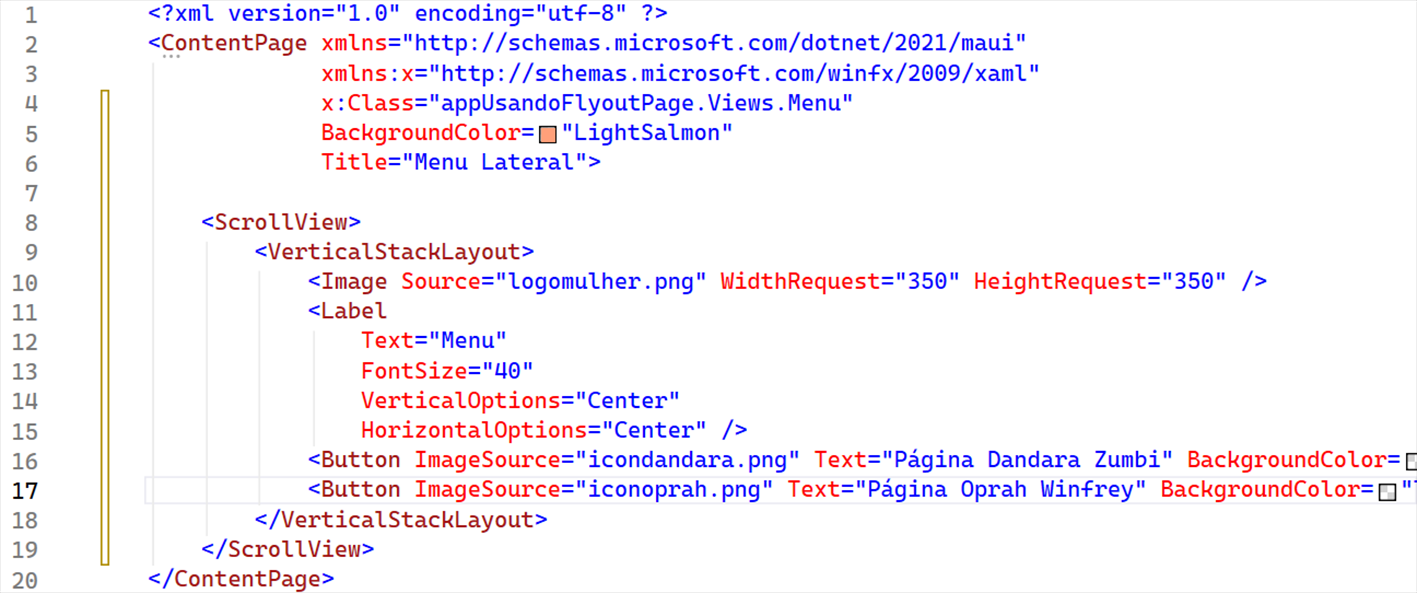 1 <?xml version="1.0" encoding="utf-8" ?>
2 <ContentPage xmlns="http://schemas.microsoft.com/dotnet/2021/maui"
3 xmlns:x="http://schemas.microsoft.com/winfx/2009/xaml"
4 x:Class="appUsandoFlyoutPage.Views.Menu"
5 BackgroundColor="LightSalmon"
6 Title="Menu Lateral">
7
8 <ScrollView>
9 <VerticalStackLayout>
10 <Image Source="logomulher.png" WidthRequest="350" HeightRequest="350" />
11 <Label
12 Text="Menu"
13 FontSize="40"
14 VerticalOptions="Center"
15 HorizontalOptions="Center" />
16 <Button ImageSource="icondandara.png" Text="Página Dandara Zumbi" BackgroundColor=
17 <Button ImageSource="iconoprah.png" Text="Página Oprah Winfrey" BackgroundColor="
18 </VerticalStackLayout>
19 </ScrollView>
20 </ContentPage>